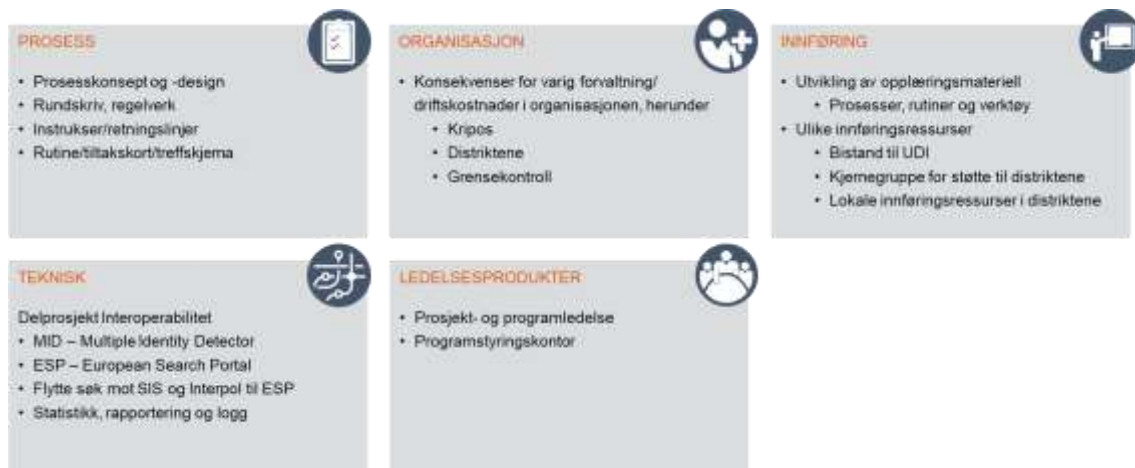 PROSESS
• Prosesskonsept og -design
• Rundskriv, regelverk
• Instrukser/retningslinjer
• Rutine/tiltakskort/treffskjema
ORGANISASJON
• Konsekvenser for varig forvaltning/
driftskostnader i organisasjonen, herunder
• Kripos
• Distriktene
• Grensekontroll
INNFØRING
• Utvikling av opplæringsmateriell
• Prosesser, rutiner og verktøy
• Ulike innføringsressurser
• Bistand til UDI
• Kjernegruppe for støtte til distriktene
• Lokale innføringsressurser i distriktene
TEKNISK
Delprosjekt Interoperabilitet
• MID – Multiple Identity Detector
• ESP – European Search Portal
• Flytte søk mot SIS og Interpol til ESP
• Statistikk, rapportering og logg
LEDELSESPRODUKTER
• Prosjekt- og programledelse
• Programstyringskontor